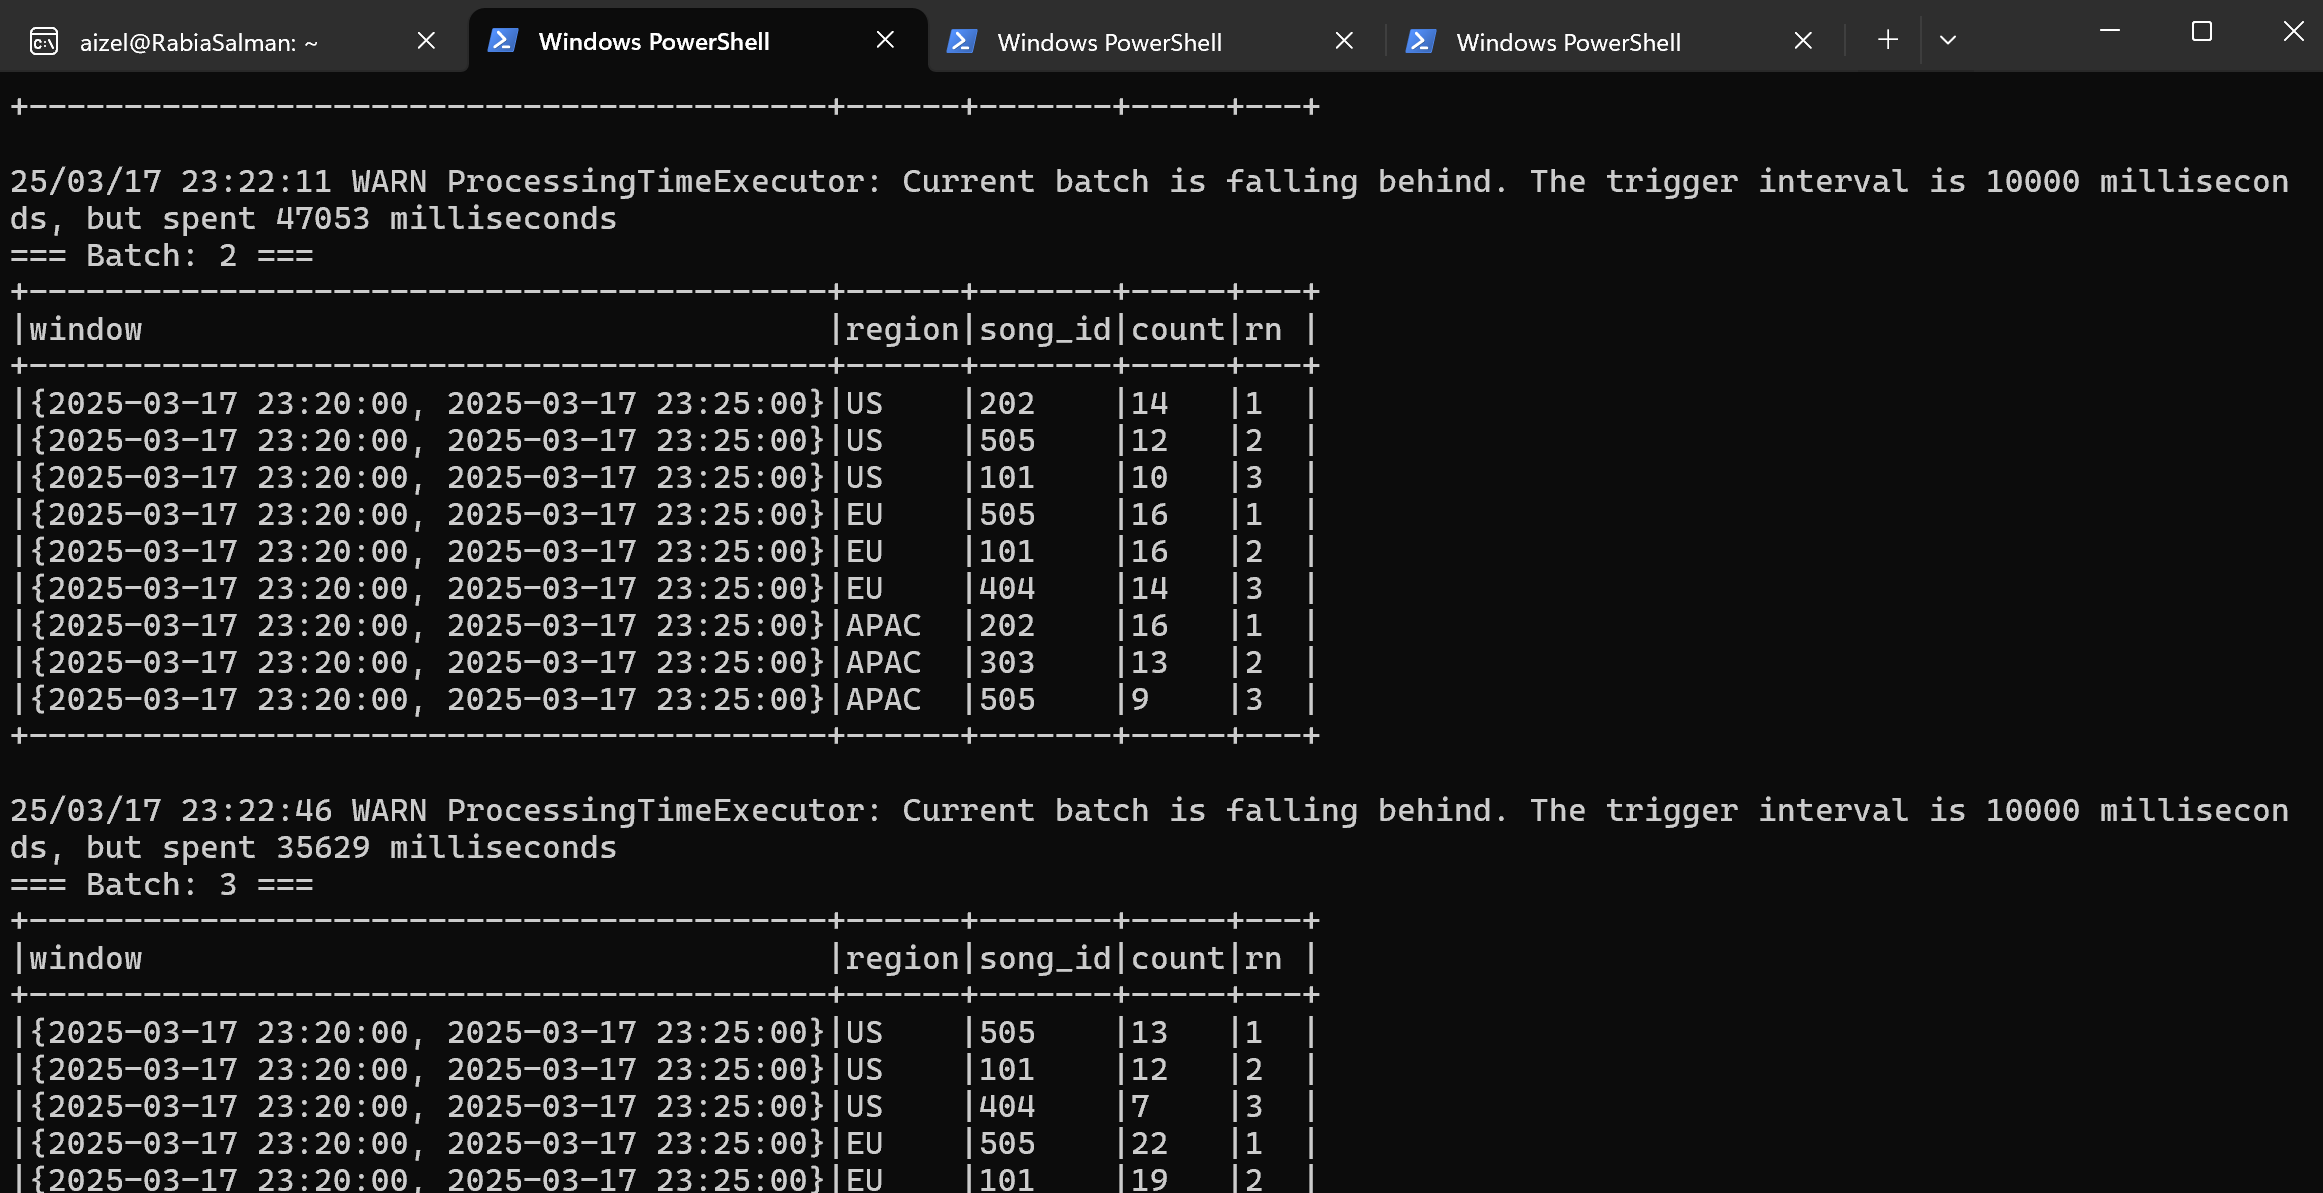 aizel@RabiaSalman: ~
Windows PowerShell
Windows PowerShell
Windows PowerShell
+------------------------------------------+------+-------+-----+---+
25/03/17 23:22:11 WARN ProcessingTimeExecutor: Current batch is falling behind. The trigger interval is 10000 millisecon
ds, but spent 47053 milliseconds
=== Batch: 2 ===
+------------------------------------------+------+-------+-----+---+
|window                                    |region|song_id|count|rn |
+------------------------------------------+------+-------+-----+---+
|{2025-03-17 23:20:00, 2025-03-17 23:25:00}|US    |202    |14   |1  |
|{2025-03-17 23:20:00, 2025-03-17 23:25:00}|US    |505    |12   |2  |
|{2025-03-17 23:20:00, 2025-03-17 23:25:00}|US    |101    |10   |3  |
|{2025-03-17 23:20:00, 2025-03-17 23:25:00}|EU    |505    |16   |1  |
|{2025-03-17 23:20:00, 2025-03-17 23:25:00}|EU    |101    |16   |2  |
|{2025-03-17 23:20:00, 2025-03-17 23:25:00}|EU    |404    |14   |3  |
|{2025-03-17 23:20:00, 2025-03-17 23:25:00}|APAC  |202    |16   |1  |
|{2025-03-17 23:20:00, 2025-03-17 23:25:00}|APAC  |303    |13   |2  |
|{2025-03-17 23:20:00, 2025-03-17 23:25:00}|APAC  |505    |9    |3  |
+------------------------------------------+------+-------+-----+---+
25/03/17 23:22:46 WARN ProcessingTimeExecutor: Current batch is falling behind. The trigger interval is 10000 millisecon
ds, but spent 35629 milliseconds
=== Batch: 3 ===
+------------------------------------------+------+-------+-----+---+
|window                                    |region|song_id|count|rn |
+------------------------------------------+------+-------+-----+---+
|{2025-03-17 23:20:00, 2025-03-17 23:25:00}|US    |505    |13   |1  |
|{2025-03-17 23:20:00, 2025-03-17 23:25:00}|US    |101    |12   |2  |
|{2025-03-17 23:20:00, 2025-03-17 23:25:00}|US    |404    |7    |3  |
|{2025-03-17 23:20:00, 2025-03-17 23:25:00}|EU    |505    |22   |1  |
|{2025-03-17 23:20:00, 2025-03-17 23:25:00}|EU    |101    |19   |2  |